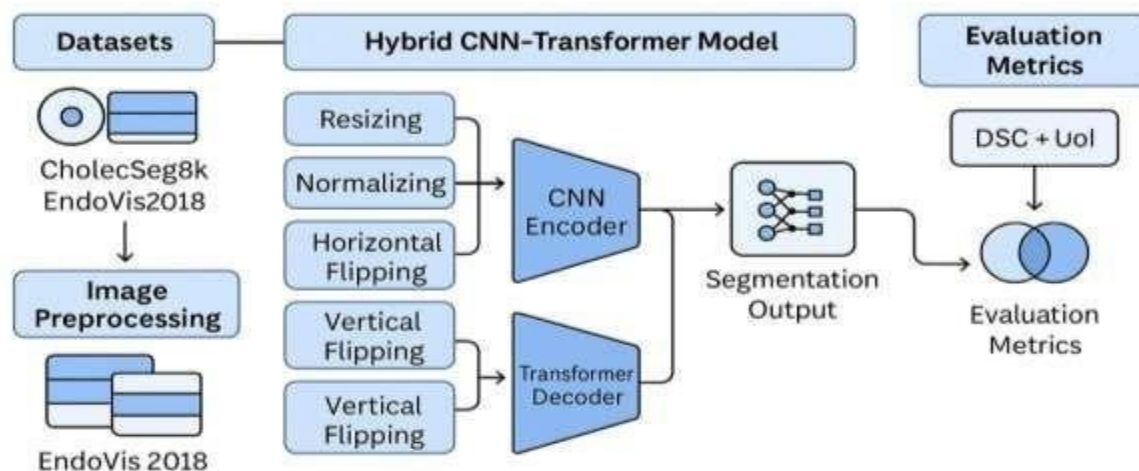 Datasets
Hybrid CNN-Transformer Model
Evaluation
Metrics
CholecSeg8k
EndoVis2018
Image
Preprocessing
EndoVis 2018
Resizing
Normalizing
Horizontal
Flipping
Vertical
Flipping
Vertical
Flipping
CNN
Encoder
Transformer
Decoder
Segmentation
Output
DSC + UoI
Evaluation
Metrics